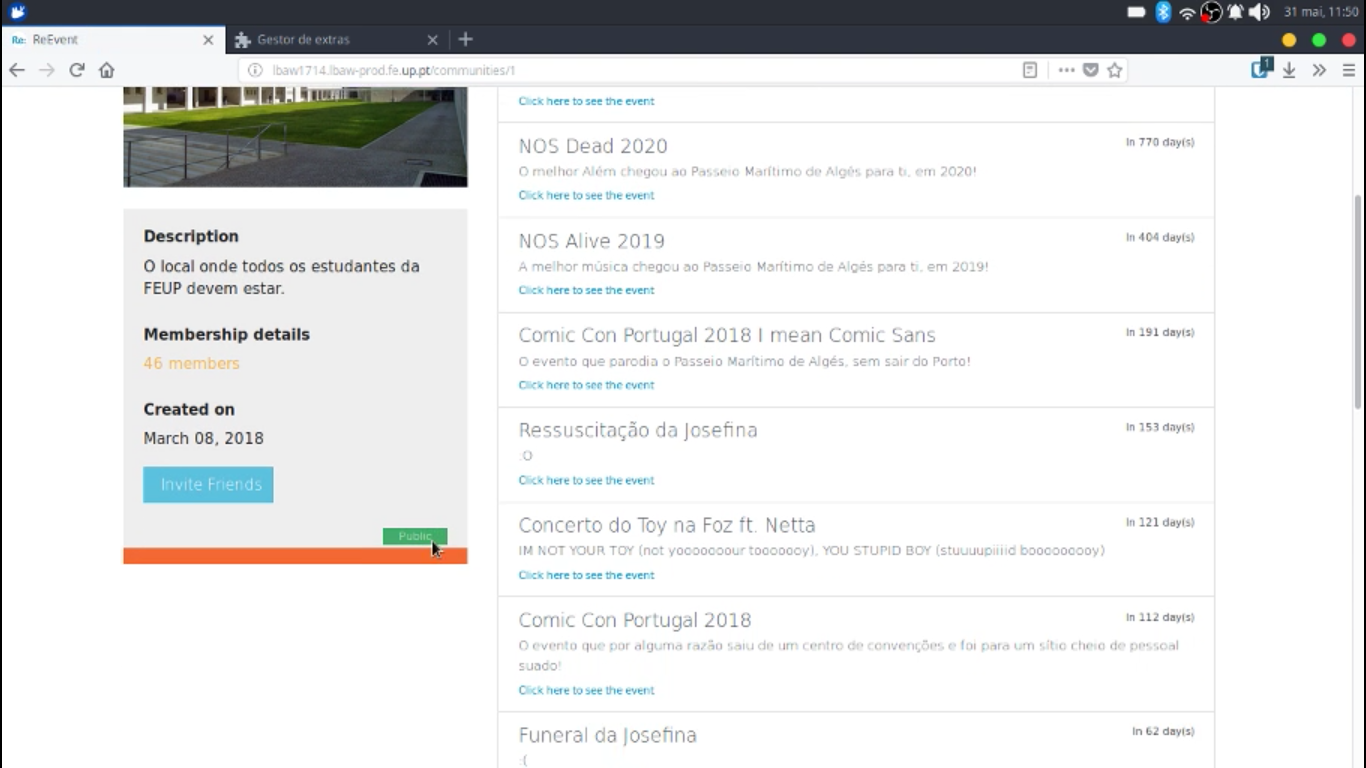 31 mai, 11:50
Re: ReEvent
Gestor de extras
lbaw1714.lbaw-prod.fe.up.pt/communities/1
1
Click here to see the event
NOS Dead 2020
In 770 day(s)
O melhor Além chegou ao Passeio Marítimo de Algés para ti, em 2020!
Click here to see the event
NOS Alive 2019
In 404 day(s)
A melhor música chegou ao Passeio Marítimo de Algés para ti, em 2019!
Click here to see the event
Comic Con Portugal 2018 I mean Comic Sans
In 191 day(s)
O evento que parodia o Passeio Marítimo de Algés, sem sair do Porto!
Click here to see the event
Ressuscitação da Josefina
In 153 day(s)
:O
Click here to see the event
Concerto do Toy na Foz ft. Netta
In 121 day(s)
IM NOT YOUR TOY (not yooooooour tooooooy), YOU STUPID BOY (stuuuupiiiid booooooooy)
Click here to see the event
Comic Con Portugal 2018
In 112 day(s)
O evento que por alguma razão saiu de um centro de convenções e foi para um sítio cheio de pessoal
suado!
Click here to see the event
Funeral da Josefina
In 62 day(s)
:(
Description
O local onde todos os estudantes da
FEUP devem estar.
Membership details
46 members
Created on
March 08, 2018
Invite Friends
Public